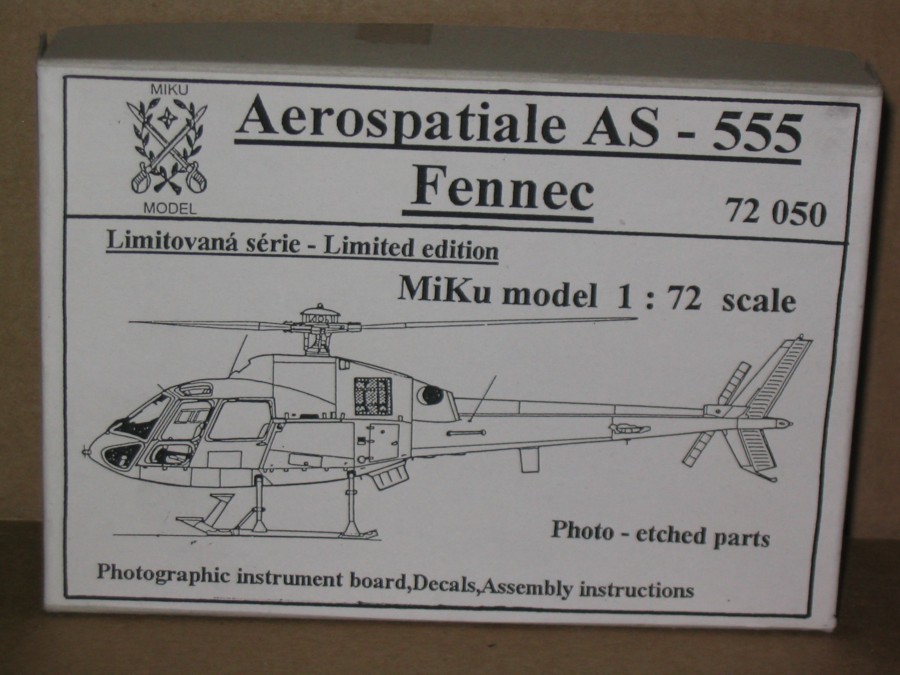 MIKU
MODEL
Aerospatiale AS - 555
Fennec
72 050
Limitovaná série - Limited edition
MiKu model 1 : 72 scale
Photo - etched parts
Photographic instrument board,Decals,Assembly instructions